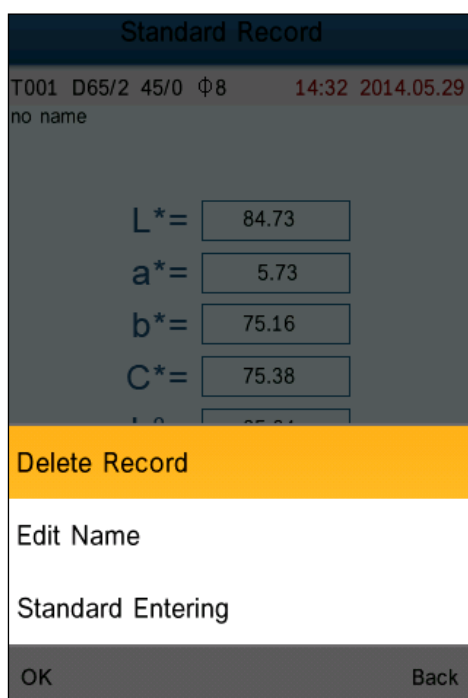 Standard Record
T001 D65/2 45/0 Φ8 14:32 2014.05.29
no name
L*= 84.73
a*= 5.73
b*= 75.16
C*= 75.38
Delete Record
Edit Name
Standard Entering
OK Back